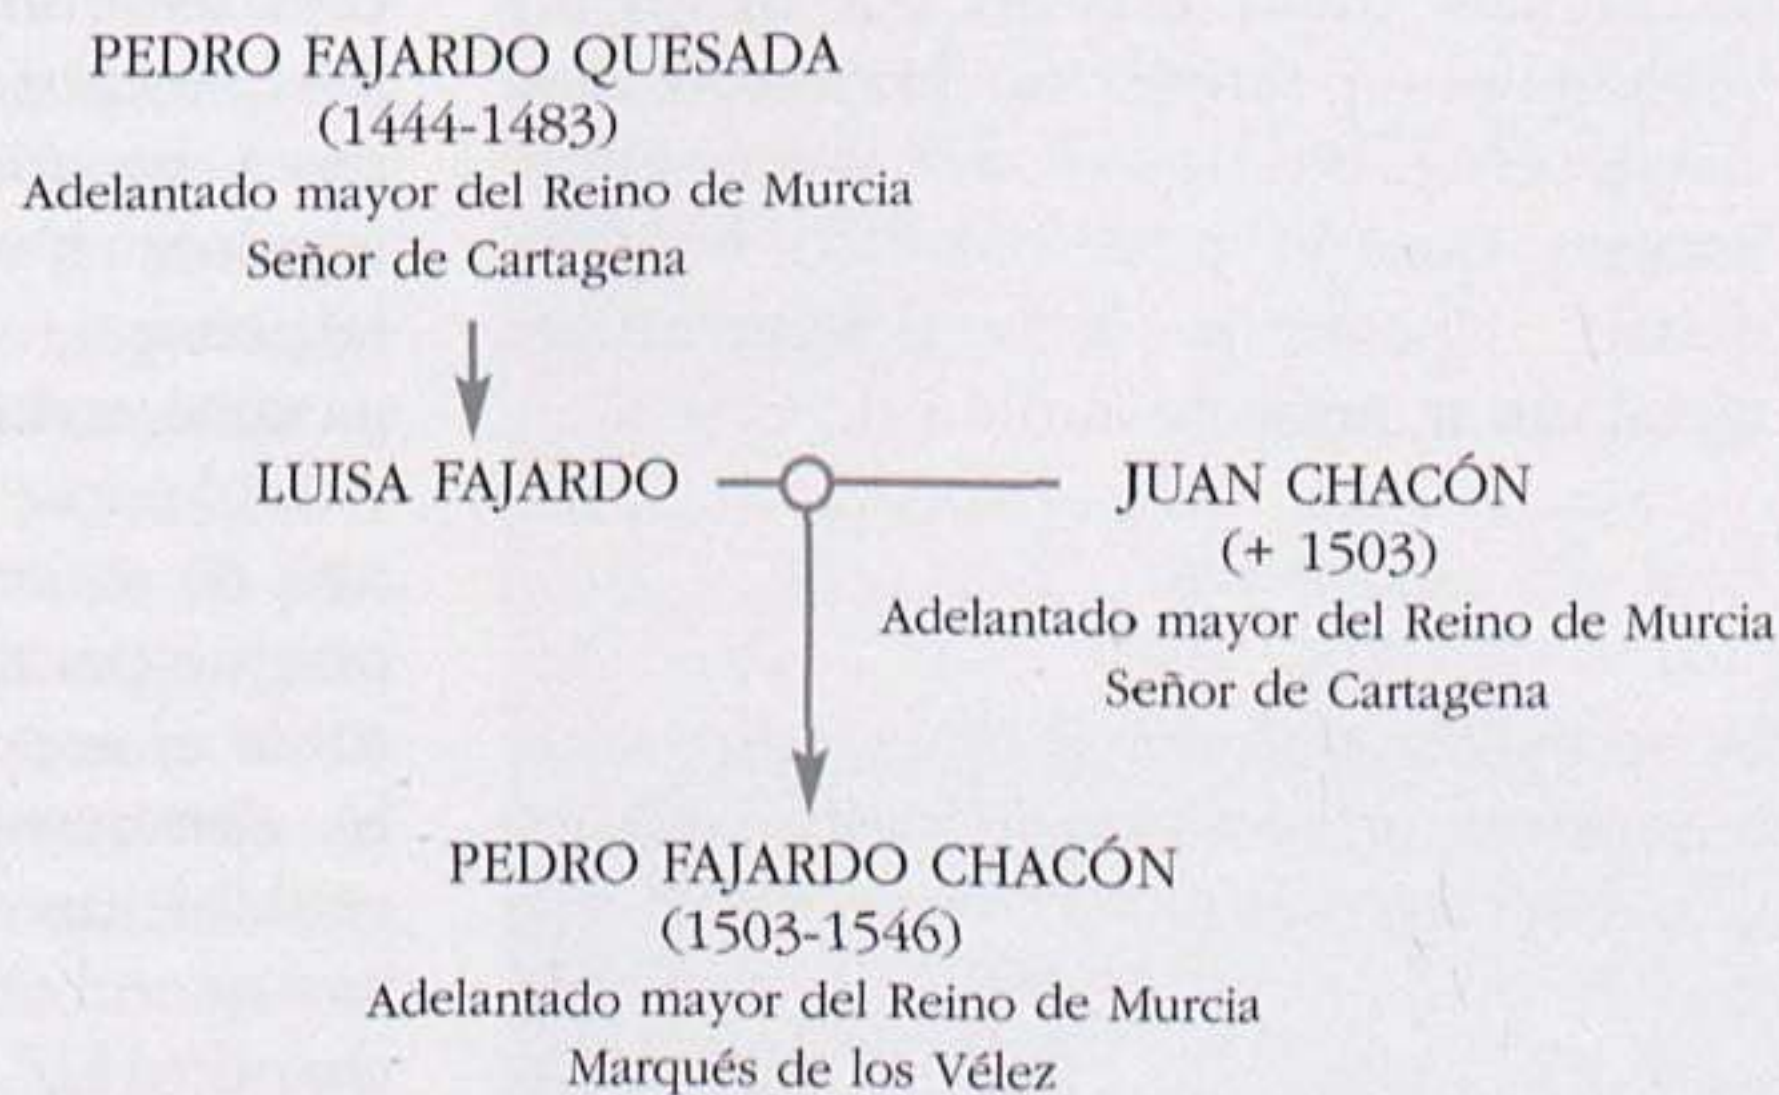 PEDRO FAJARDO QUESADA
(1444-1483)
Adelantado mayor del Reino de Murcia
Señor de Cartagena
LUISA FAJARDO
JUAN CHACÓN
(+ 1503)
Adelantado mayor del Reino de Murcia
Señor de Cartagena
PEDRO FAJARDO CHACÓN
(1503-1546)
Adelantado mayor del Reino de Murcia
Marqués de los Vélez